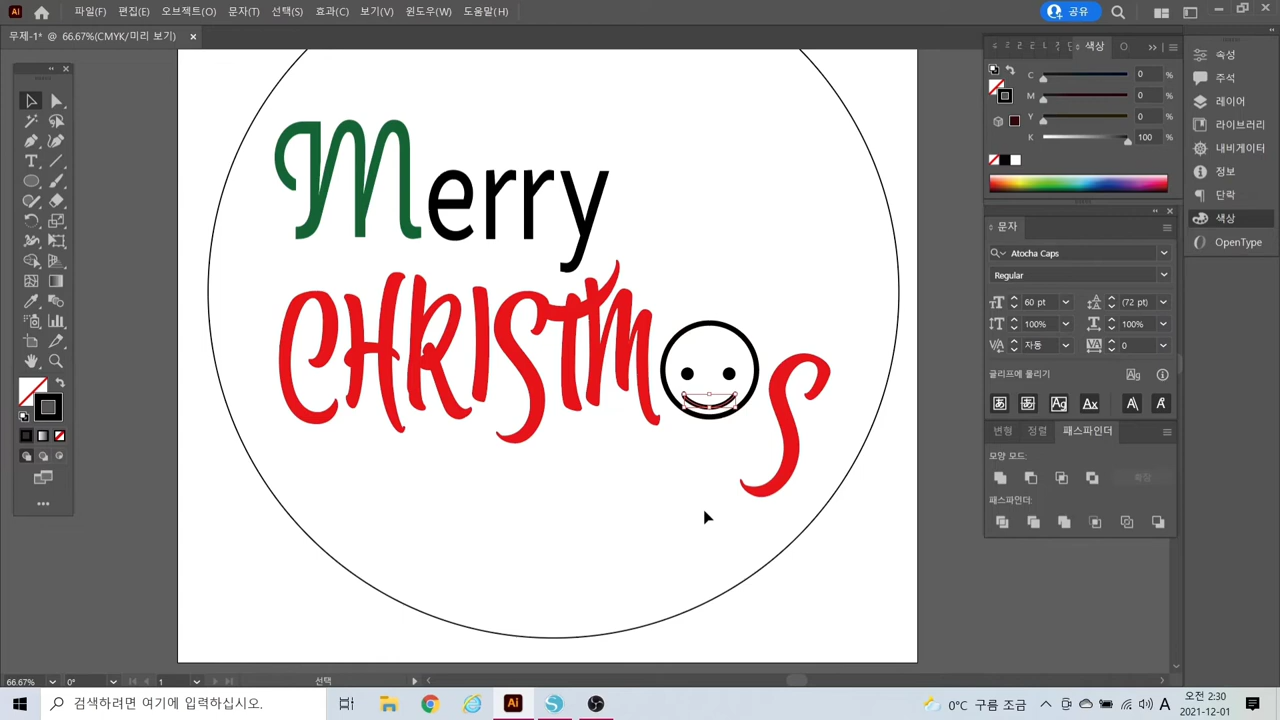 Ai 파일(F) 편집(E) 오브젝트(O) 문자(T) 선택(S) 효과(C) 보기(V) 윈도우(W) 도움말(H) 공유
무제-1* @ 66.67%(CMYK/미리 보기) ×
색상
C 0 %
M 0 %
Y 0 %
K 100 %
문자
Atocha Caps
Regular
60 pt (72 pt)
100% 100%
자동 0
글리프에 물리기 Ag
Ag Ax A A
변형 정렬 패스파인더
모양 모드:
확장
패스파인더:
속성
주석
레이어
라이브러리
내비게이터
정보
단락
색상
OpenType
Merry
CHRISTM S
66.67% 0° 1 선택
검색하려면 여기에 입력하십시오.
Ai
0°C 구름 조금 A 오전 2:30
2021-12-01